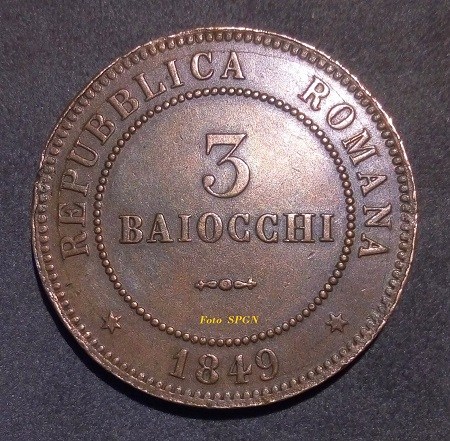 REPUBBLICA ROMANA
3
BAIOCCHI
Foto SPGN
1849